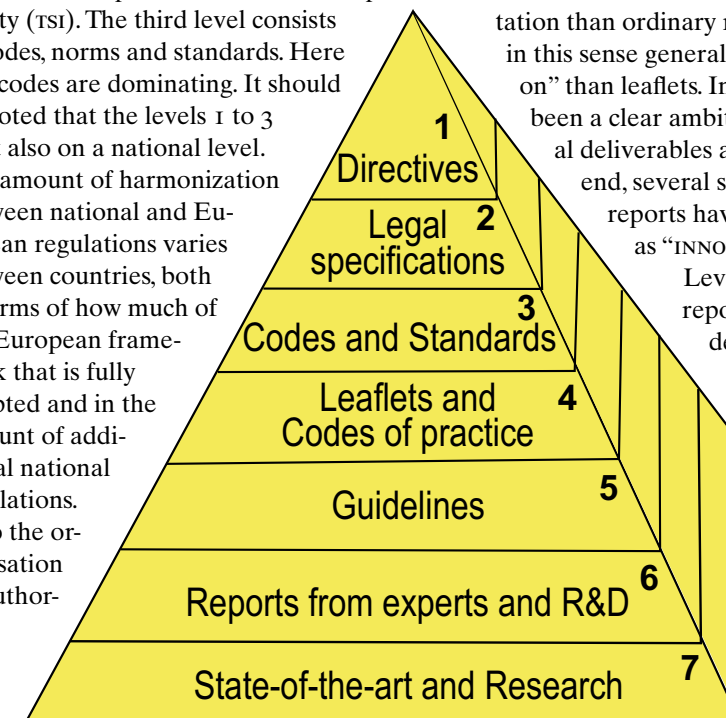 ty (TSI). The third level consists
odes, norms and standards. Here
codes are dominating. It should
oted that the levels 1 to 3
t also on a national level.
amount of harmonization
ween national and Eu-
an regulations varies
ween countries, both
rms of how much of
European frame-
k that is fully
pted and in the
unt of addi-
al national
lations.
o the or-
sation
uthor-
1
Directives
2
Legal
specifications
3
Codes and Standards
4
Leaflets and
Codes of practice
5
Guidelines
6
Reports from experts and R&D
7
State-of-the-art and Research
tation than ordinary r
in this sense general
on” than leaflets. In
been a clear ambit
al deliverables a
end, several s
reports hav
as “INNO
Lev
repo
de